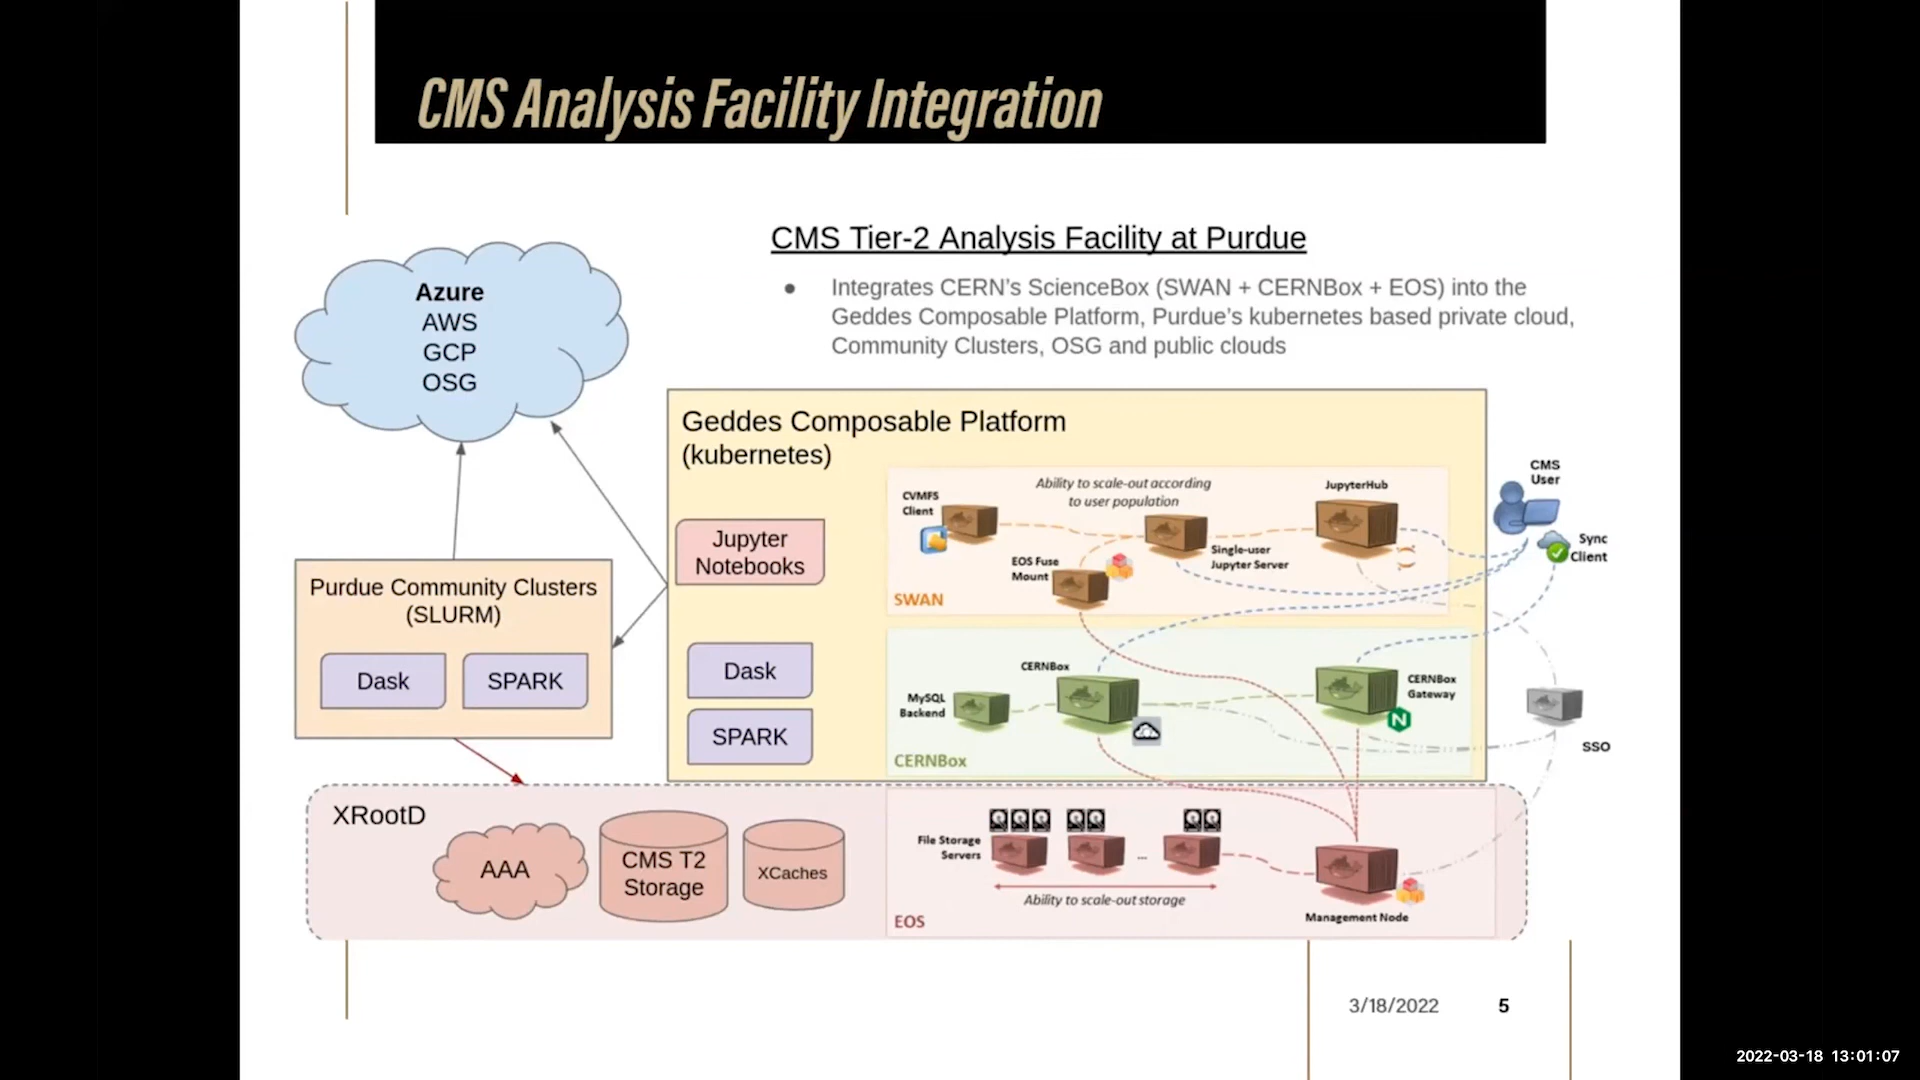 CMS Analysis Facility Integration
CMS Tier-2 Analysis Facility at Purdue
● Integrates CERN's ScienceBox (SWAN + CERNBox + EOS) into the
Geddes Composable Platform, Purdue's kubernetes based private cloud,
Community Clusters, OSG and public clouds
Azure
AWS
GCP
OSG
Geddes Composable Platform
(kubernetes)
Jupyter
Notebooks
Dask
SPARK
CVMFS
Client
Ability to scale-out according
to user population
JupyterHub
EOS Fuse
Mount
Single-user
Jupyter Server
SWAN
CMS
User
Sync
Client
Purdue Community Clusters
(SLURM)
Dask
SPARK
CERNBox
MySQL
Backend
CERNBox
Gateway
N
CERNBox
SSO
XRootD
AAA
CMS T2
Storage
XCaches
File Storage
Servers
...
Ability to scale-out storage
EOS
Management Node
3/18/2022
5
2022-03-18 13:01:07